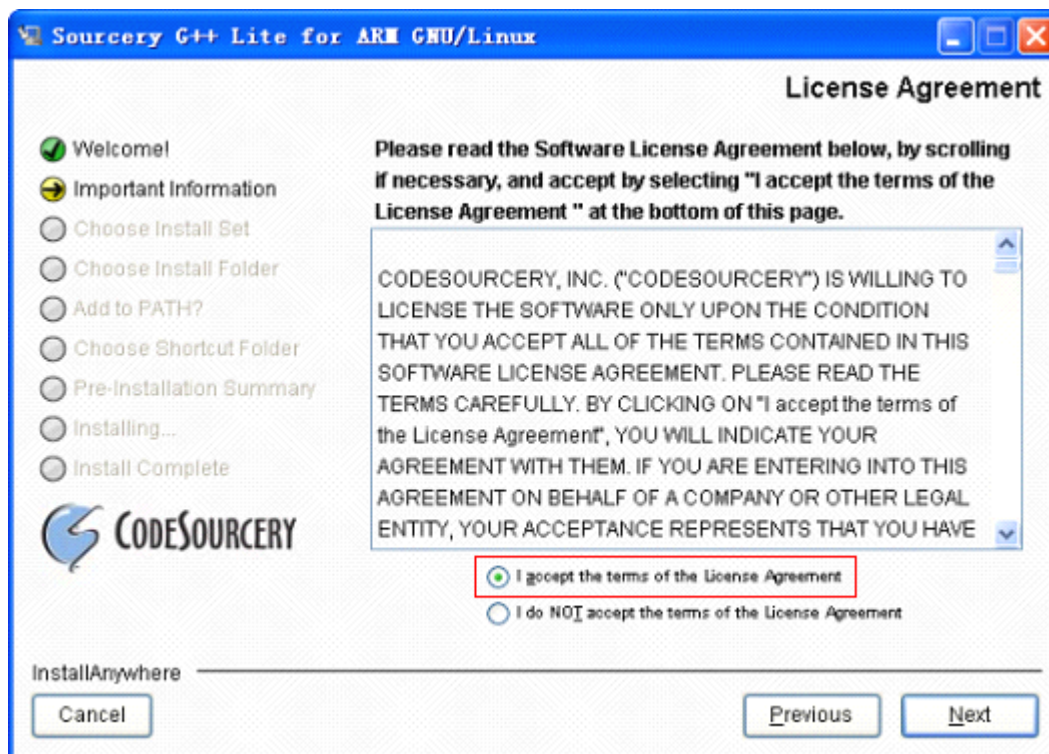 Sourcery G++ Lite for ARM GNU/Linux
License Agreement
Welcome!
Important Information
Choose Install Set
Choose Install Folder
Add to PATH?
Choose Shortcut Folder
Pre-Installation Summary
Installing...
Install Complete
CODESOURCERY
Please read the Software License Agreement below, by scrolling
if necessary, and accept by selecting "I accept the terms of the
License Agreement " at the bottom of this page.
CODESOURCERY, INC. ("CODESOURCERY") IS WILLING TO
LICENSE THE SOFTWARE ONLY UPON THE CONDITION
THAT YOU ACCEPT ALL OF THE TERMS CONTAINED IN THIS
SOFTWARE LICENSE AGREEMENT. PLEASE READ THE
TERMS CAREFULLY. BY CLICKING ON "I accept the terms of
the License Agreement", YOU WILL INDICATE YOUR
AGREEMENT WITH THEM. IF YOU ARE ENTERING INTO THIS
AGREEMENT ON BEHALF OF A COMPANY OR OTHER LEGAL
ENTITY, YOUR ACCEPTANCE REPRESENTS THAT YOU HAVE
I accept the terms of the License Agreement
I do NOT accept the terms of the License Agreement
InstallAnywhere
Cancel
Previous
Next